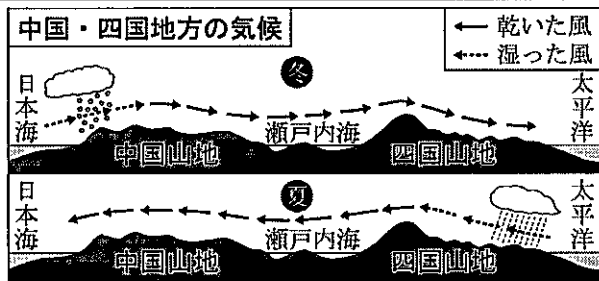 中国・四国地方の気候
乾いた風
湿った風
冬
日本海
太平洋
瀬戸内海
中国山地
四国山地
夏
日本海
太平洋
瀬戸内海
中国山地
四国山地